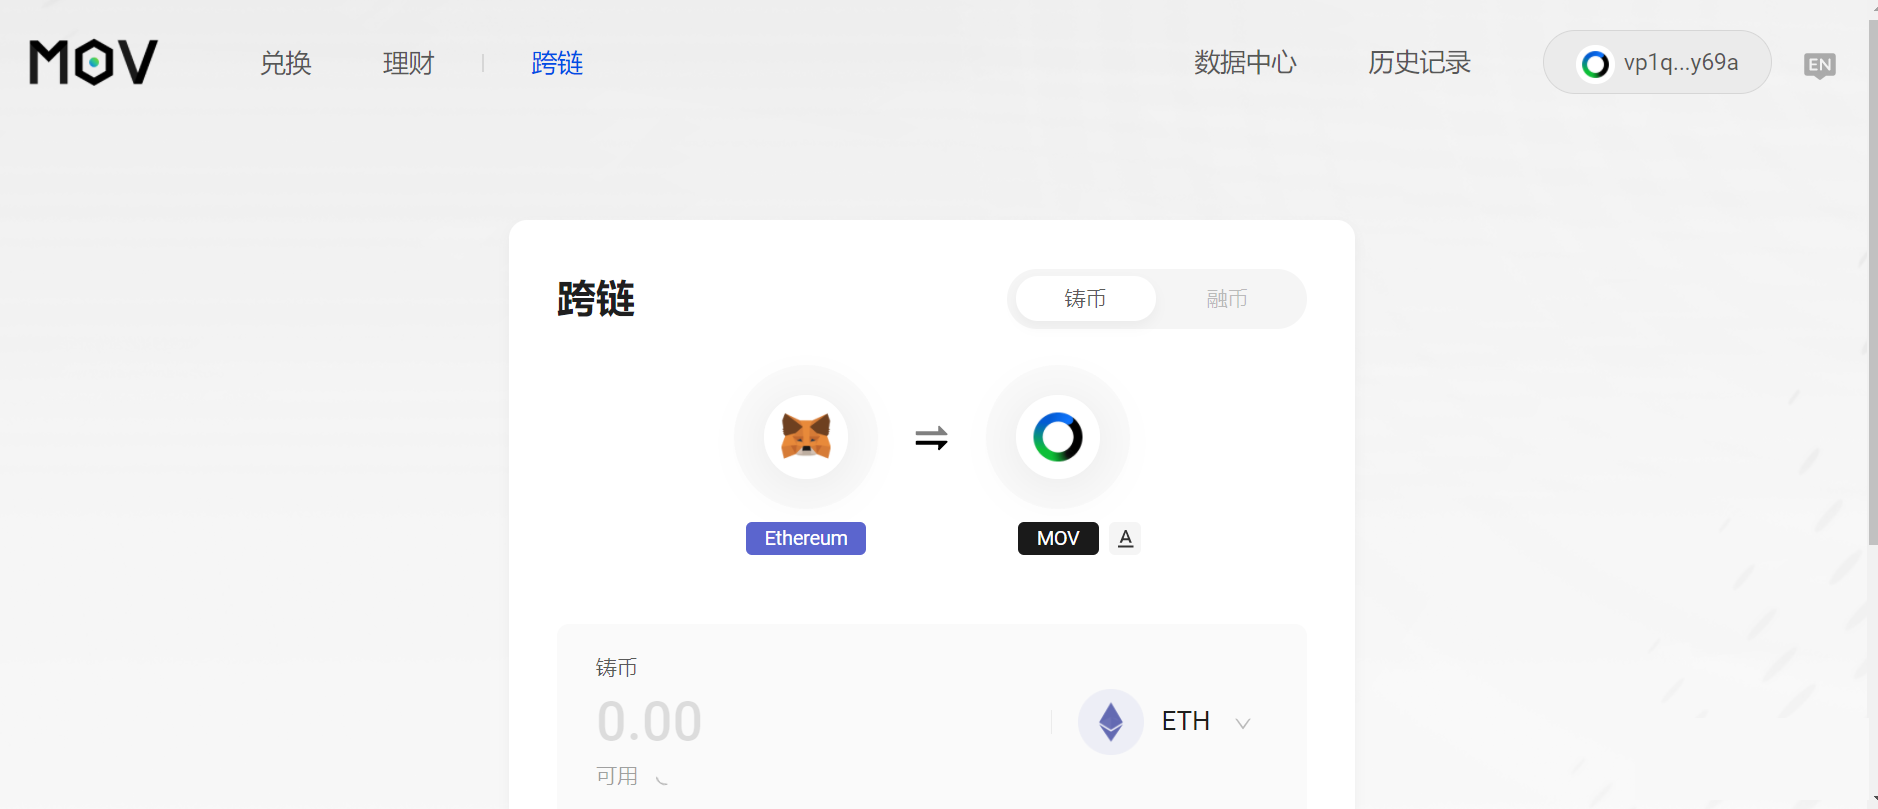 MOV
兑换
理财
跨链
数据中心
历史记录
vp1q...y69a
EN
跨链
铸币
融币
Ethereum
MOV
A
铸币
0.00
ETH
可用